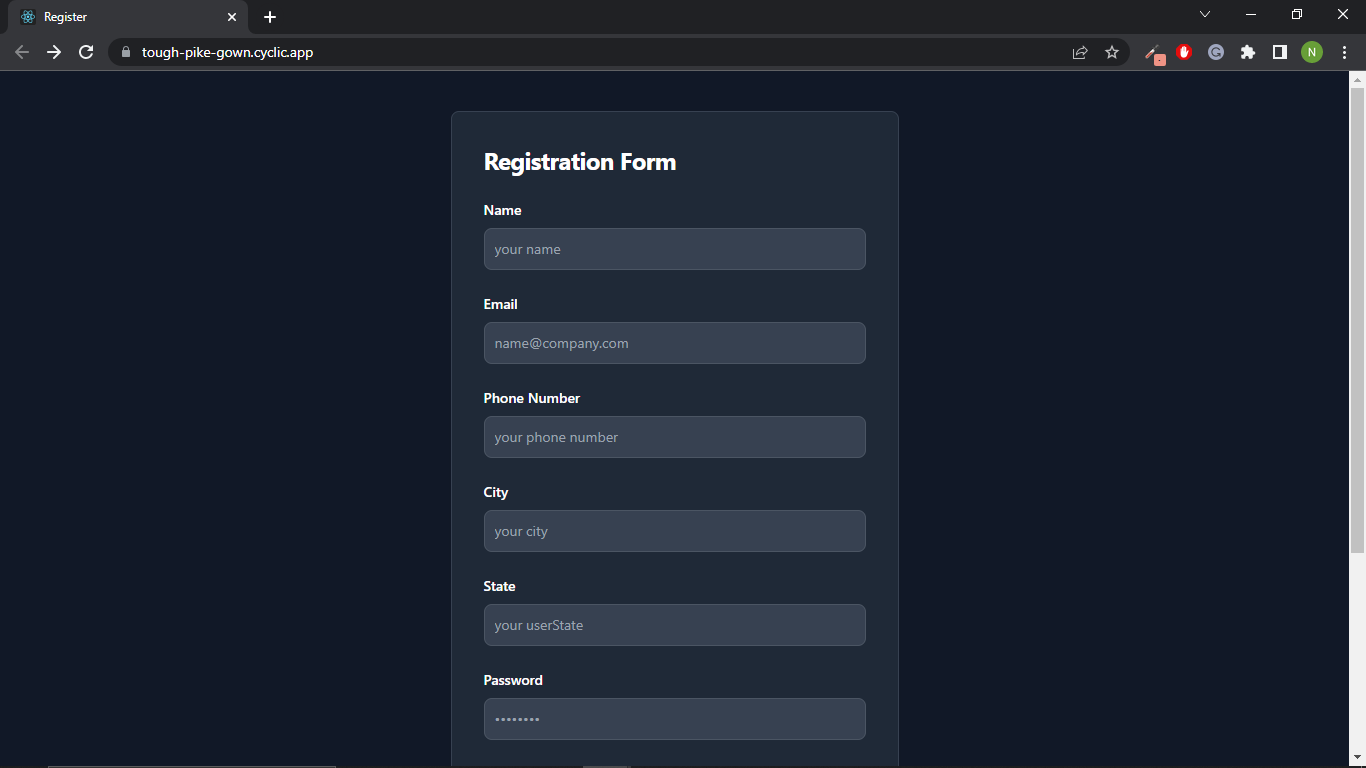 Register
tough-pike-gown.cyclic.app
N
Registration Form
Name
your name
Email
name@company.com
Phone Number
your phone number
City
your city
State
your userState
Password
••••••••